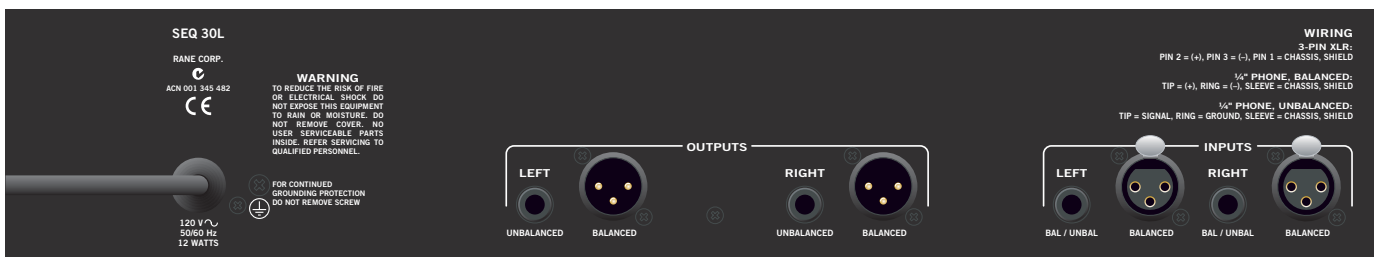 SEQ 30L
RANE CORP.
ACN 001 345 482
CE
WARNING
TO REDUCE THE RISK OF FIRE
OR ELECTRICAL SHOCK DO
NOT EXPOSE THIS EQUIPMENT
TO RAIN OR MOISTURE. DO
NOT REMOVE COVER. NO
USER SERVICEABLE PARTS
INSIDE. REFER SERVICING TO
QUALIFIED PERSONNEL.
FOR CONTINUED
GROUNDING PROTECTION
DO NOT REMOVE SCREW
120 V
50/60 Hz
12 WATTS
OUTPUTS
LEFT
UNBALANCED
BALANCED
RIGHT
UNBALANCED
BALANCED
WIRING
3-PIN XLR:
PIN 2 = (+), PIN 3 = (–), PIN 1 = CHASSIS, SHIELD
¼" PHONE, BALANCED:
TIP = (+), RING = (–), SLEEVE = CHASSIS, SHIELD
¼" PHONE, UNBALANCED:
TIP = SIGNAL, RING = GROUND, SLEEVE = CHASSIS, SHIELD
INPUTS
LEFT
BAL / UNBAL
BALANCED
RIGHT
BAL / UNBAL
BALANCED